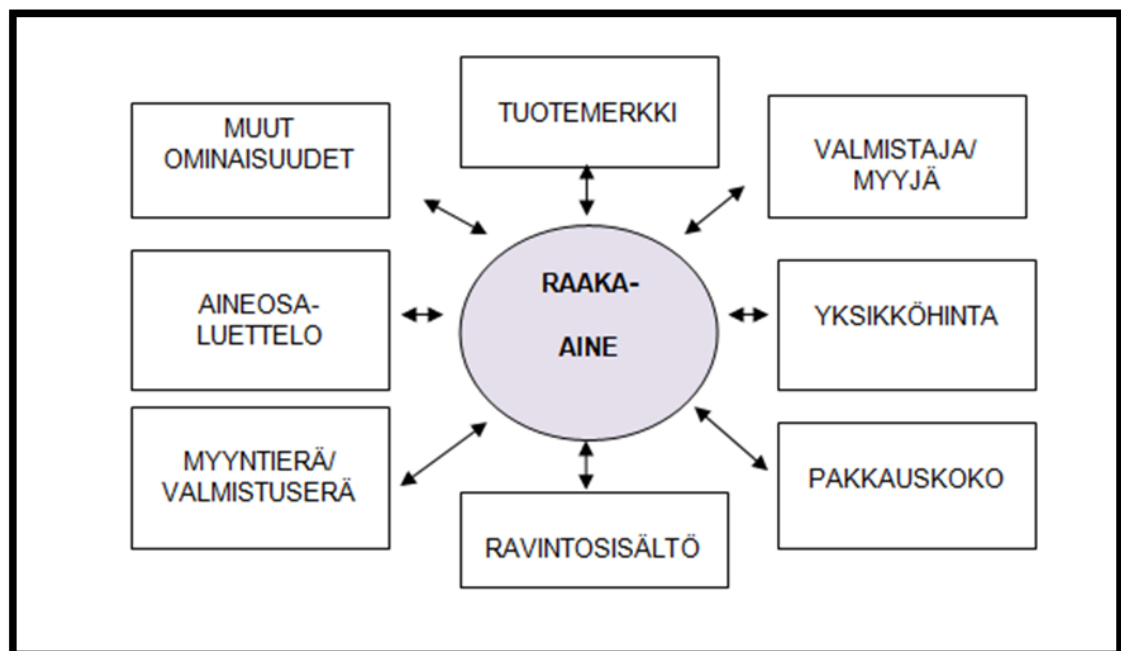 TUOTEMERKKI
MUUT
OMINAISUUDET
VALMISTAJA/
MYYJÄ
RAAKA-
AINE
AINEOSA-
LUETTELO
YKSIKKÖHINTA
MYYNTIERÄ/
VALMISTUSERÄ
PAKKAUSKOKO
RAVINTOSISÄLTÖ